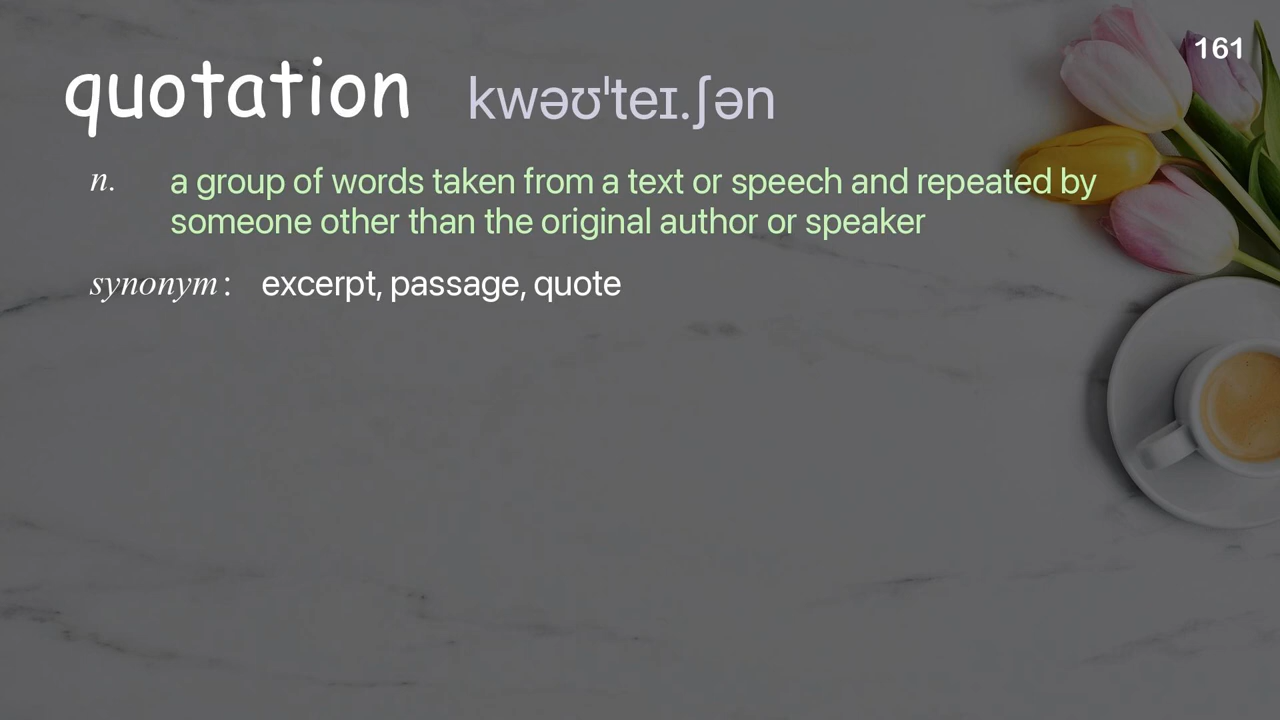 161
quotation kwəʊˈteɪ.ʃən
n. a group of words taken from a text or speech and repeated by
someone other than the original author or speaker
synonym: excerpt, passage, quote